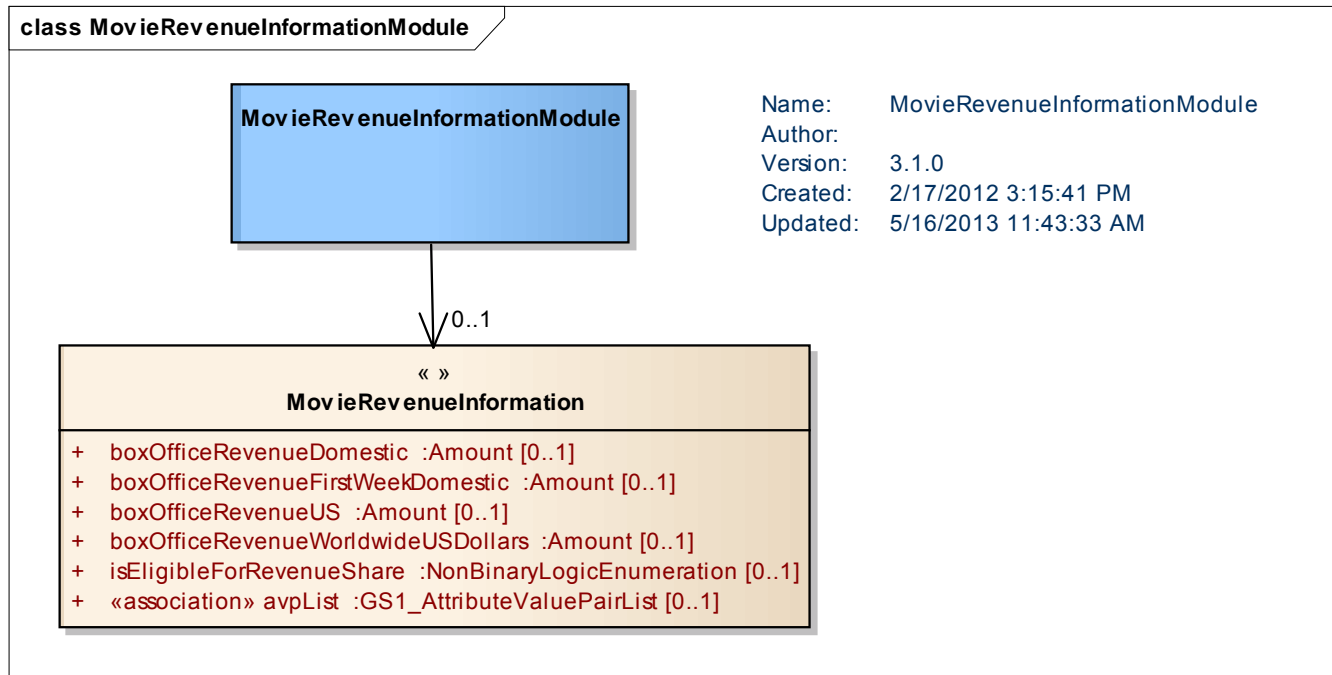 class MovieRevenueInformationModule
MovieRevenueInformationModule
Name: MovieRevenueInformationModule
Author:
Version: 3.1.0
Created: 2/17/2012 3:15:41 PM
Updated: 5/16/2013 11:43:33 AM
0..1
« »
MovieRevenueInformation
+ boxOfficeRevenueDomestic :Amount [0..1]
+ boxOfficeRevenueFirstWeekDomestic :Amount [0..1]
+ boxOfficeRevenueUS :Amount [0..1]
+ boxOfficeRevenueWorldwideUSDollars :Amount [0..1]
+ isEligibleForRevenueShare :NonBinaryLogicEnumeration [0..1]
+ «association» avpList :GS1_AttributeValuePairList [0..1]